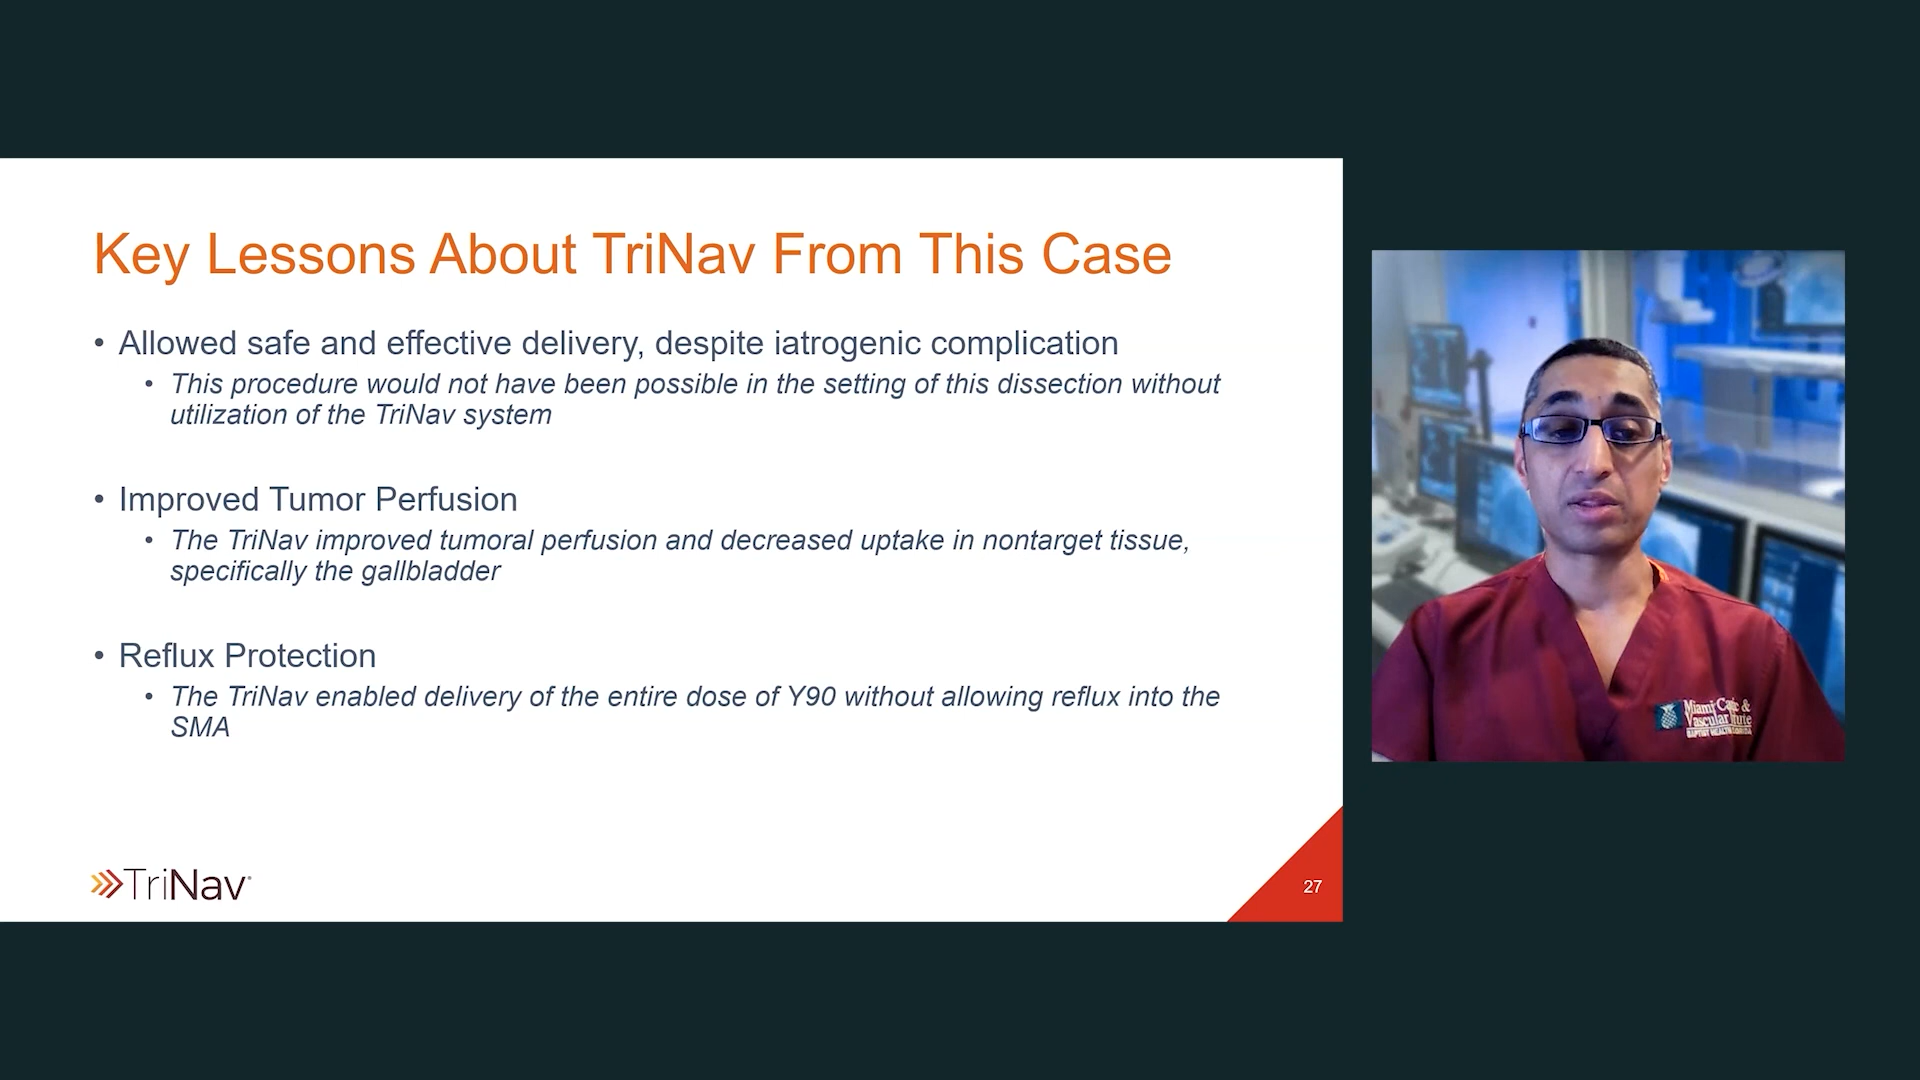 Key Lessons About TriNav From This Case
• Allowed safe and effective delivery, despite iatrogenic complication
• This procedure would not have been possible in the setting of this dissection without
utilization of the TriNav system
• Improved Tumor Perfusion
• The TriNav improved tumoral perfusion and decreased uptake in nontarget tissue,
specifically the gallbladder
• Reflux Protection
• The TriNav enabled delivery of the entire dose of Y90 without allowing reflux into the
SMA
TriNav
27
Miami &
Vascular
BAPTIST HEALTH